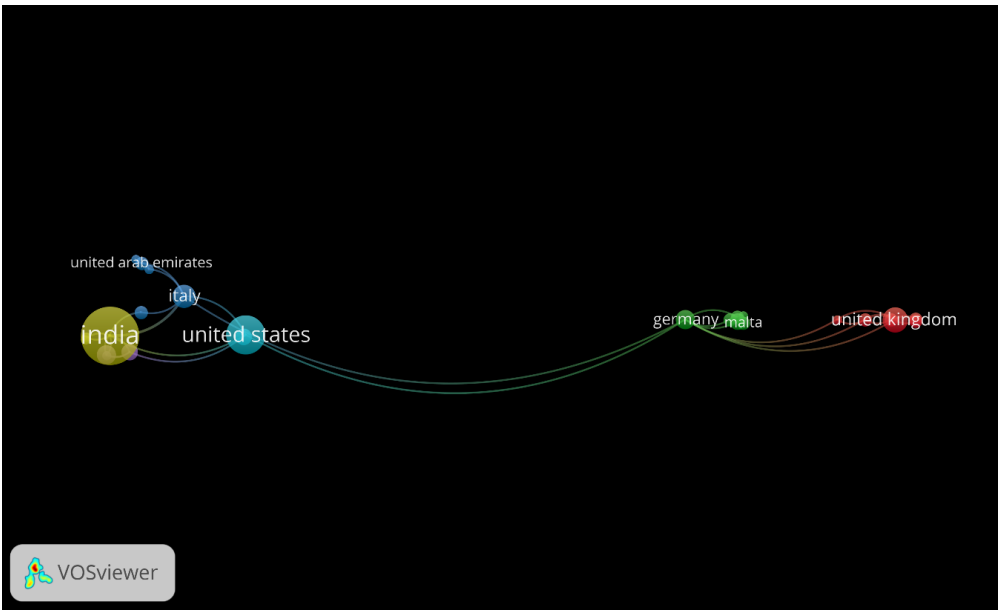 united arab emirates
italy
india
united states
germany
malta
united kingdom
VOSviewer